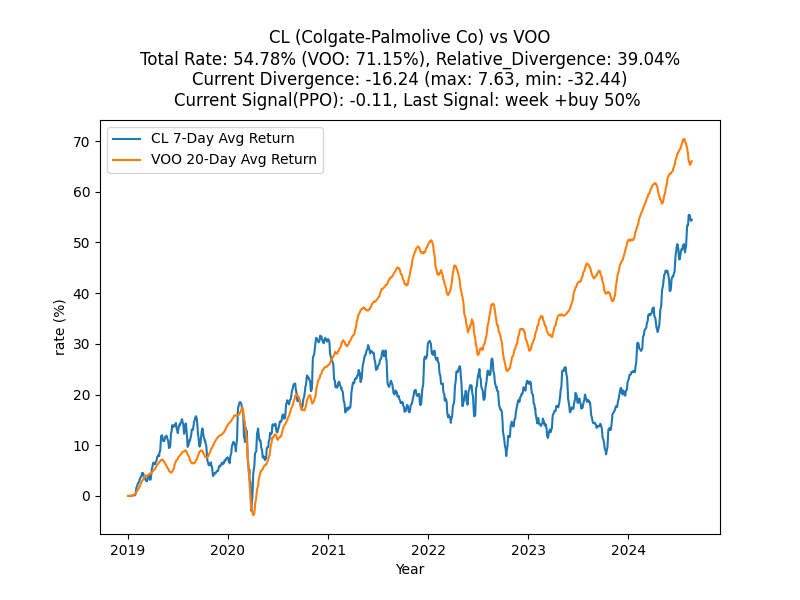 CL (Colgate-Palmolive Co) vs VOO
Total Rate: 54.78% (VOO: 71.15%), Relative_Divergence: 39.04%
Current Divergence: -16.24 (max: 7.63, min: -32.44)
Current Signal(PPO): -0.11, Last Signal: week +buy 50%
CL 7-Day Avg Return
VOO 20-Day Avg Return
70
60
50
40
30
20
10
0
rate (%)
2019 2020 2021 2022 2023 2024
Year